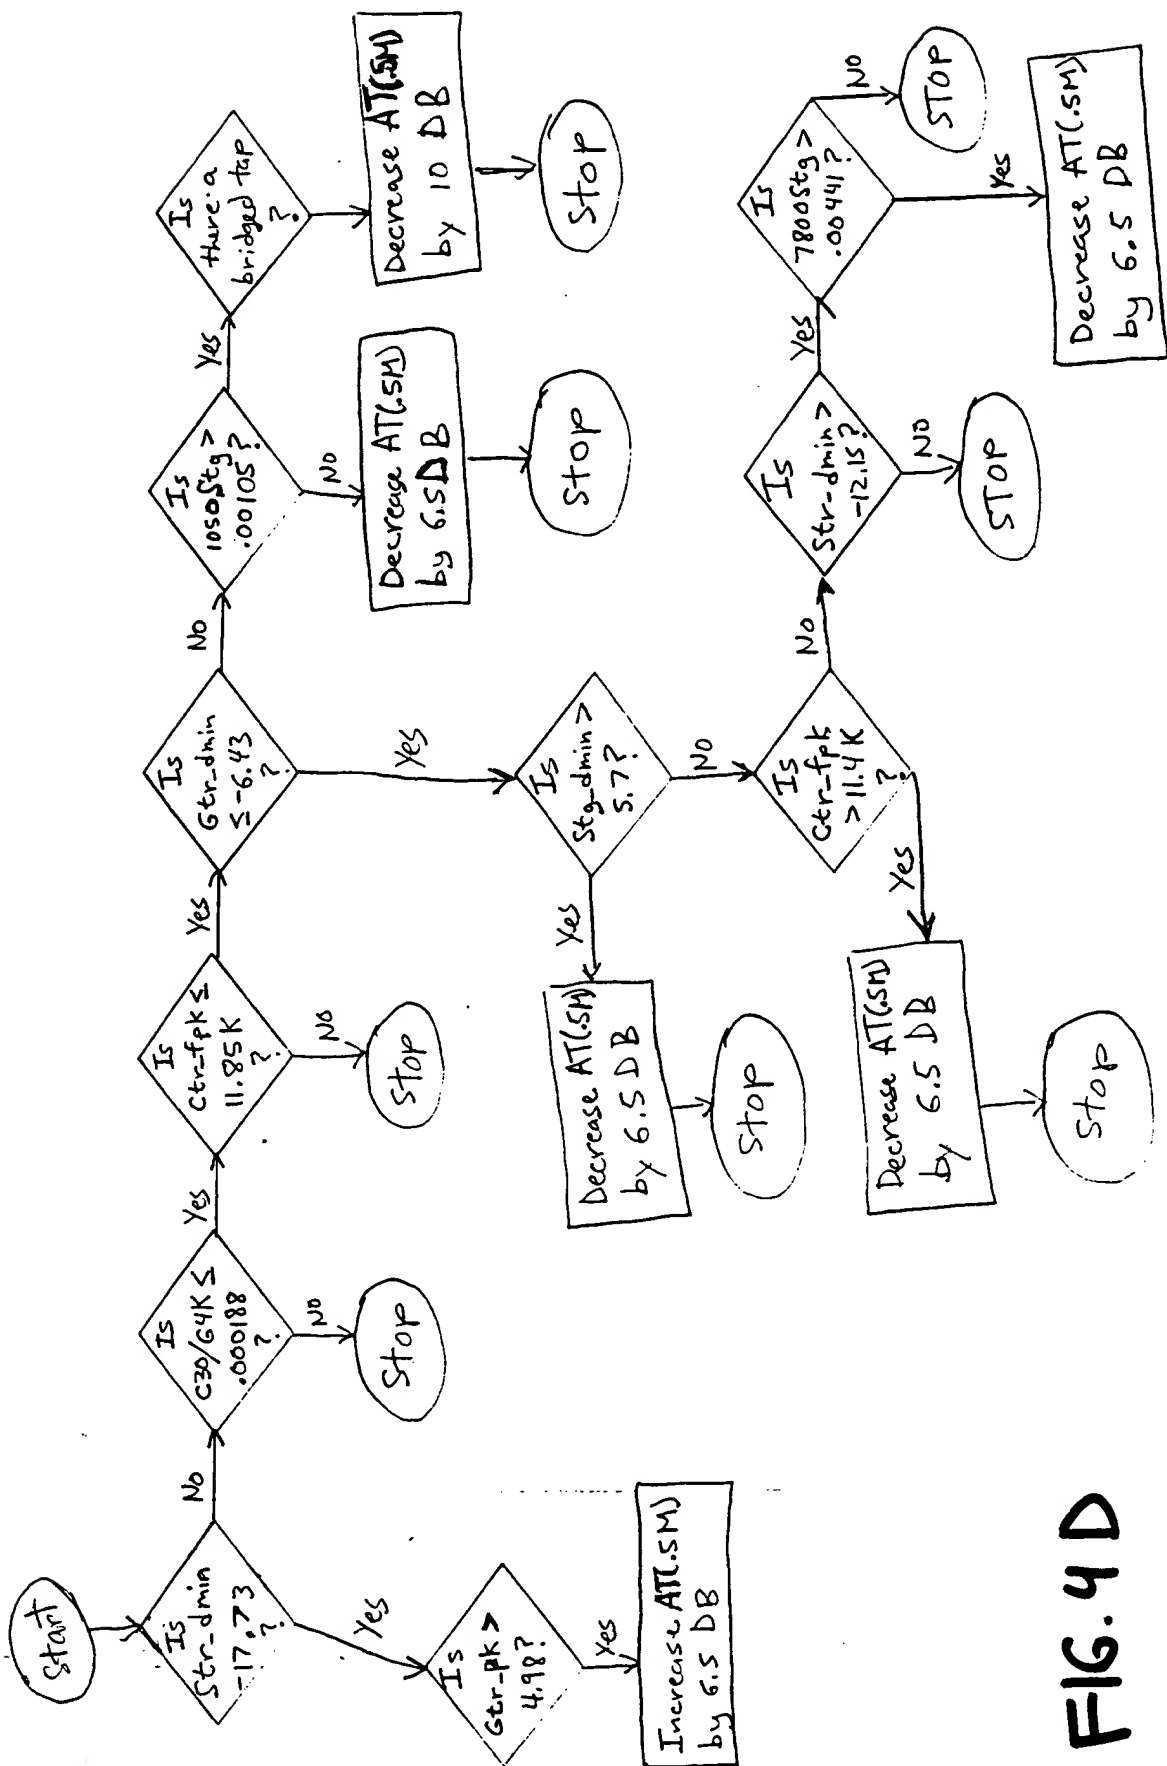 Start
Is
Str_dmin
-17.73
?
No
Is
C30/G4K ≤
.000188
?
Yes
Is
Ctr_fpk ≤
11.85K
?
Yes
Is
Gtr_dmin
≤ -6.43
?
No
Is
1050Stg >
.00105?
Yes
Is
there a
bridged tap
?
Yes
Is
Gtr_pk >
4.98?
Yes
Increase AT(.5M)
by 6.5 DB
No
Stop
No
Stop
No
Decrease AT(.5M)
by 6.5 DB
Stop
Decrease AT(.5M)
by 10 DB
Stop
Yes
Is
Stg_dmin >
5.7?
Yes
Decrease AT(.5M)
by 6.5 DB
Stop
No
Is
Ctr_fpk
>11.4K
?
Yes
Decrease AT(.5M)
by 6.5 DB
Stop
No
Is
Str-dmin >
-12.15?
No
STOP
Yes
Is
7800Stg >
.00441?
No
STOP
Yes
Decrease AT(.5M)
by 6.5 DB
FIG. 4D